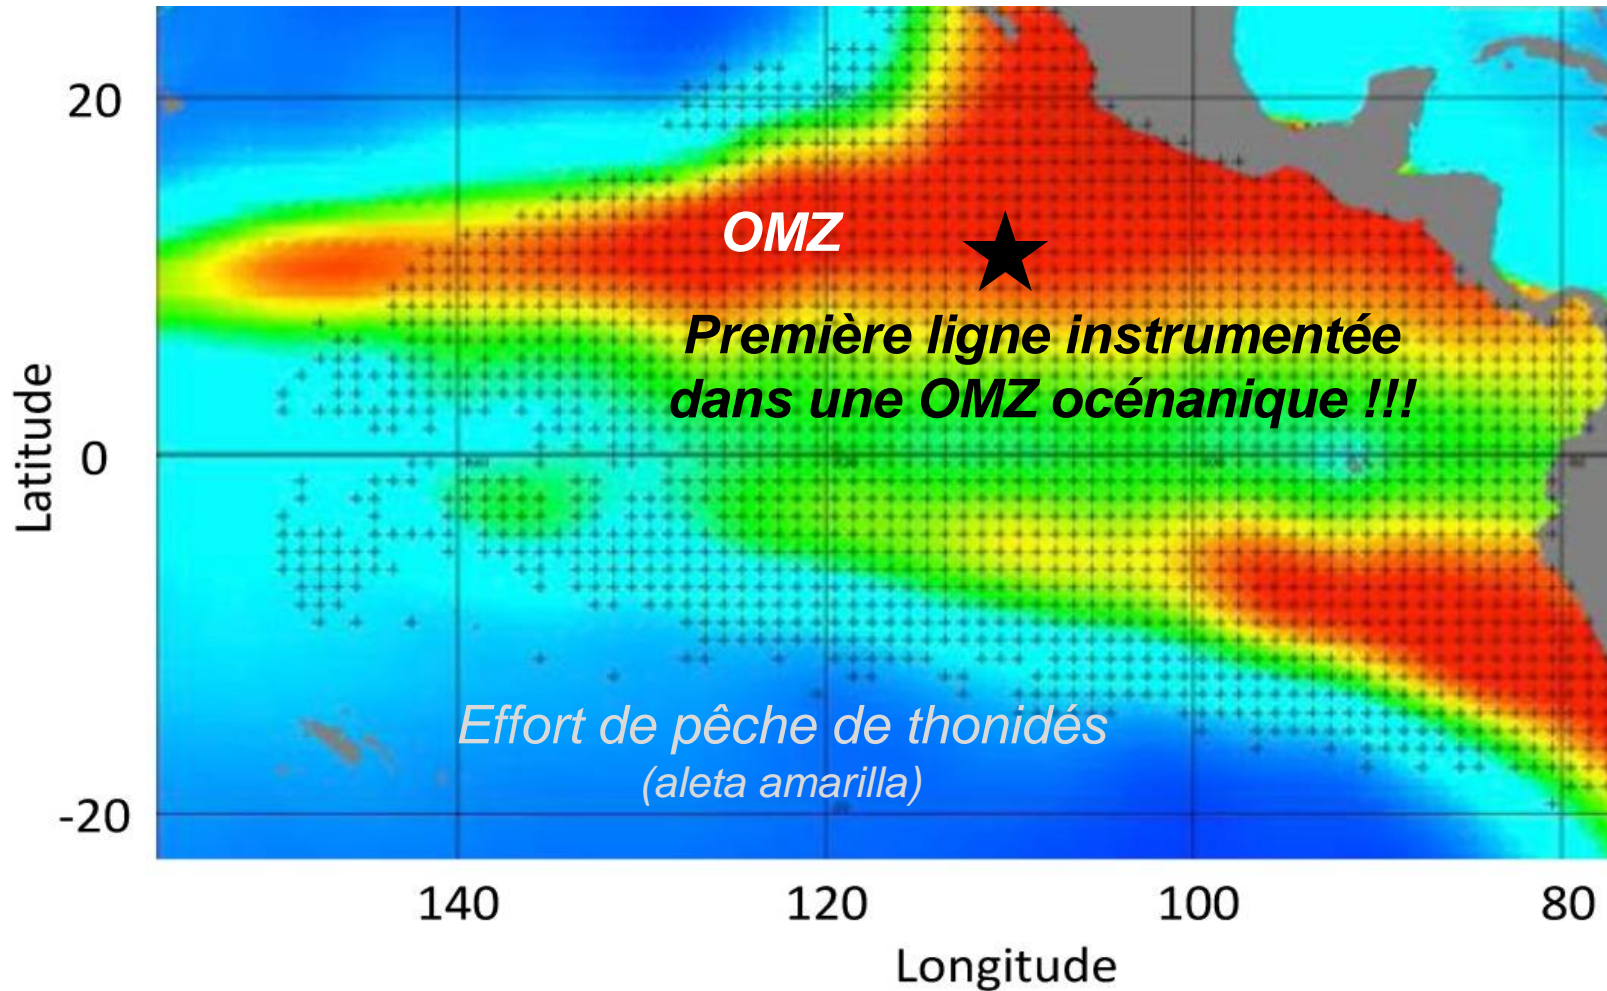 20
OMZ
Première ligne instrumentée
dans une OMZ océnanique !!!
Latitude
0
Effort de pêche de thonidés
(aleta amarilla)
-20
140
120
100
80
Longitude